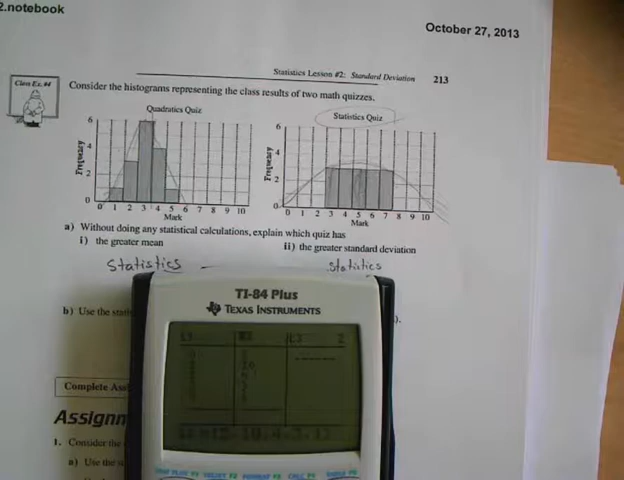 2.notebook
October 27, 2013
Statistics Lesson #2: Standard Deviation 213
Class Ex. #4
Consider the histograms representing the class results of two math quizzes.
Quadratics Quiz
Statistics Quiz
Frequency
6
4
2
0
0 1 2 3 4 5 6 7 8 9 10
Mark
Frequency
6
4
2
0
0 1 2 3 4 5 6 7 8 9 10
Mark
a) Without doing any statistical calculations, explain which quiz has
i) the greater mean
ii) the greater standard deviation
Statistics
statistics
b) Use the
).
TI-84 Plus
TEXAS INSTRUMENTS
Complete
1. Consider the
a) Use the